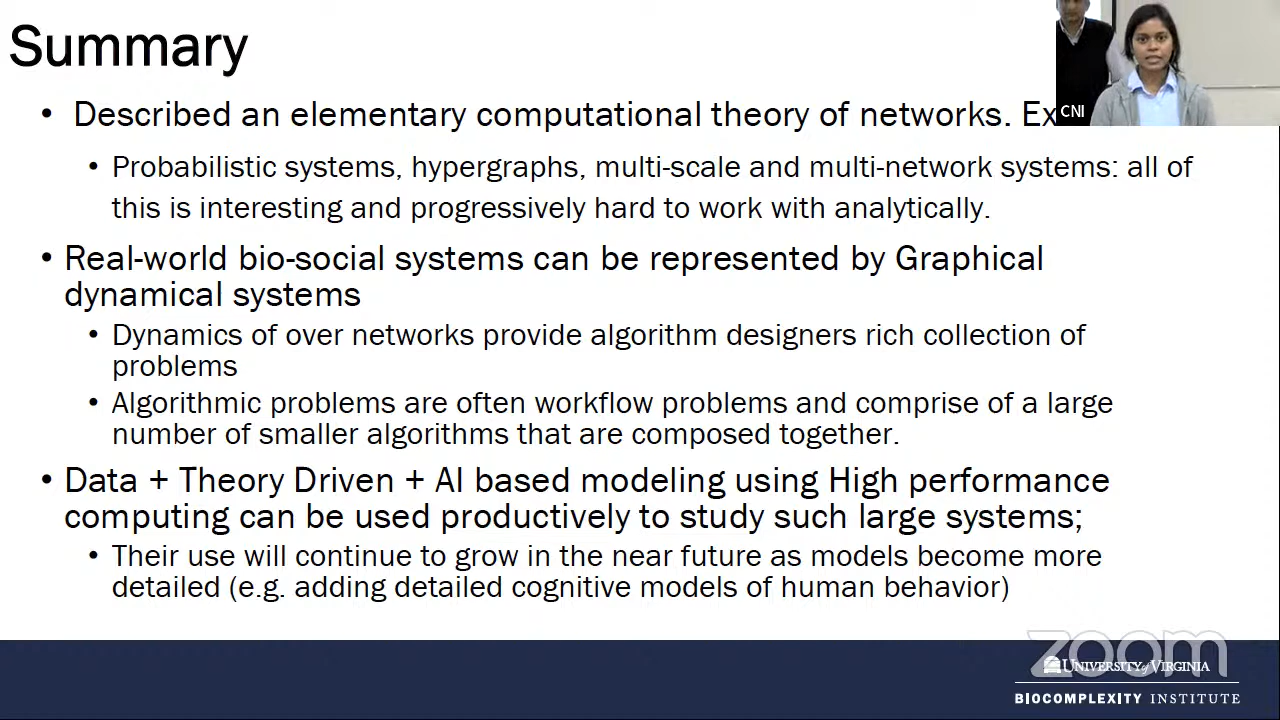 Summary
• Described an elementary computational theory of networks. Ex
CNI
• Probabilistic systems, hypergraphs, multi-scale and multi-network systems: all of
this is interesting and progressively hard to work with analytically.
• Real-world bio-social systems can be represented by Graphical
dynamical systems
• Dynamics of over networks provide algorithm designers rich collection of
problems
• Algorithmic problems are often workflow problems and comprise of a large
number of smaller algorithms that are composed together.
• Data + Theory Driven + AI based modeling using High performance
computing can be used productively to study such large systems;
• Their use will continue to grow in the near future as models become more
detailed (e.g. adding detailed cognitive models of human behavior)
zoom
UNIVERSITY of VIRGINIA
BIOCOMPLEXITY INSTITUTE